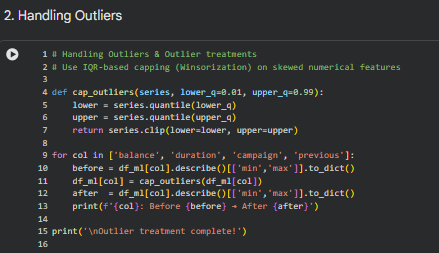 2. Handling Outliers
1 # Handling Outliers & Outlier treatments
2 # Use IQR-based capping (Winsorization) on skewed numerical features
3
4 def cap_outliers(series, lower_q=0.01, upper_q=0.99):
5     lower = series.quantile(lower_q)
6     upper = series.quantile(upper_q)
7     return series.clip(lower=lower, upper=upper)
8
9 for col in ['balance', 'duration', 'campaign', 'previous']:
10     before = df_ml[col].describe()[['min','max']].to_dict()
11     df_ml[col] = cap_outliers(df_ml[col])
12     after  = df_ml[col].describe()[['min','max']].to_dict()
13     print(f'{col}: Before {before} → After {after}')
14
15 print('\nOutlier treatment complete!')
16